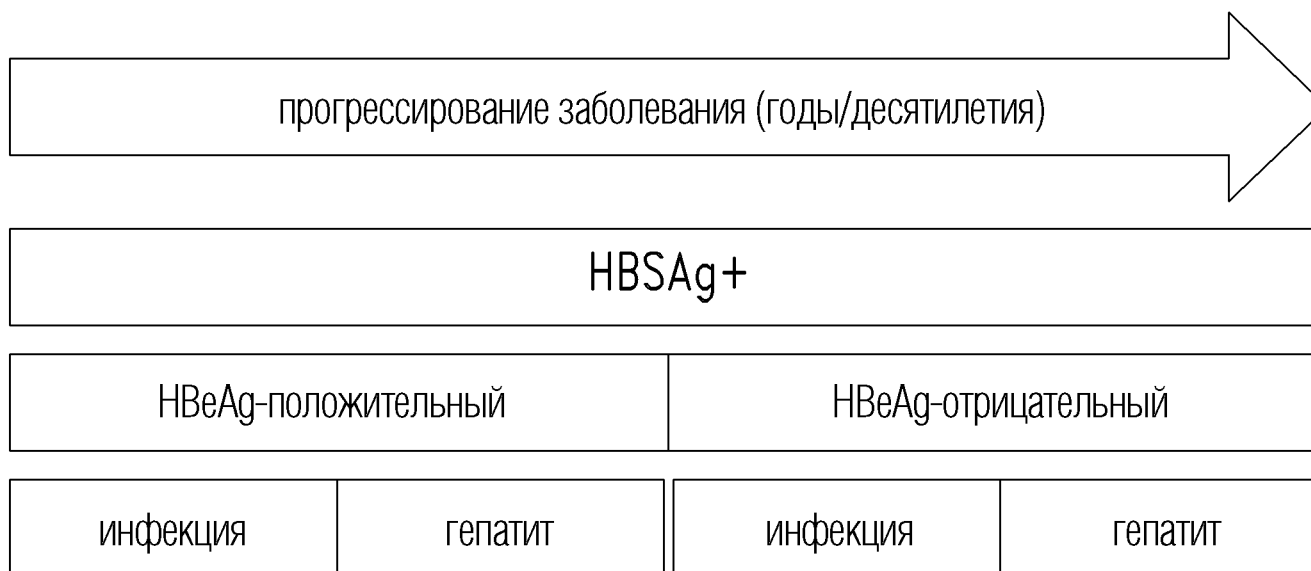 прогрессирование заболевания (годы/десятилетия)
HBSAg+
HBeAg-положительный HBeAg-отрицательный
инфекция гепатит инфекция гепатит